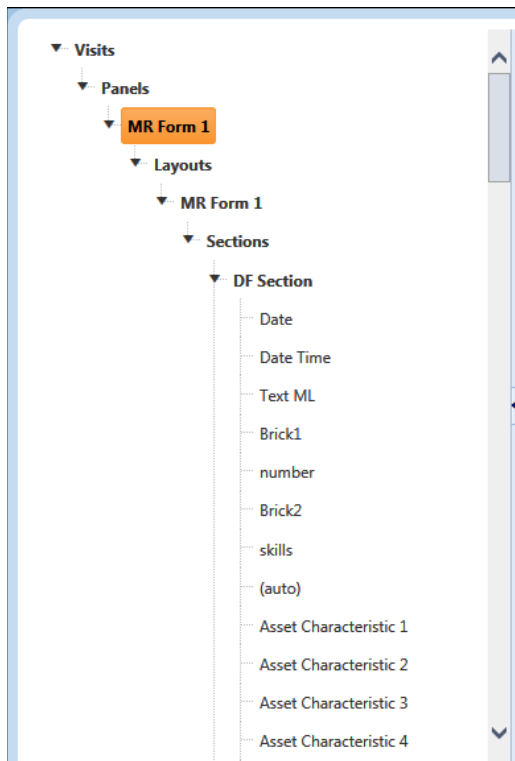 Visits
Panels
MR Form 1
Layouts
MR Form 1
Sections
DF Section
Date
Date Time
Text ML
Brick1
number
Brick2
skills
(auto)
Asset Characteristic 1
Asset Characteristic 2
Asset Characteristic 3
Asset Characteristic 4